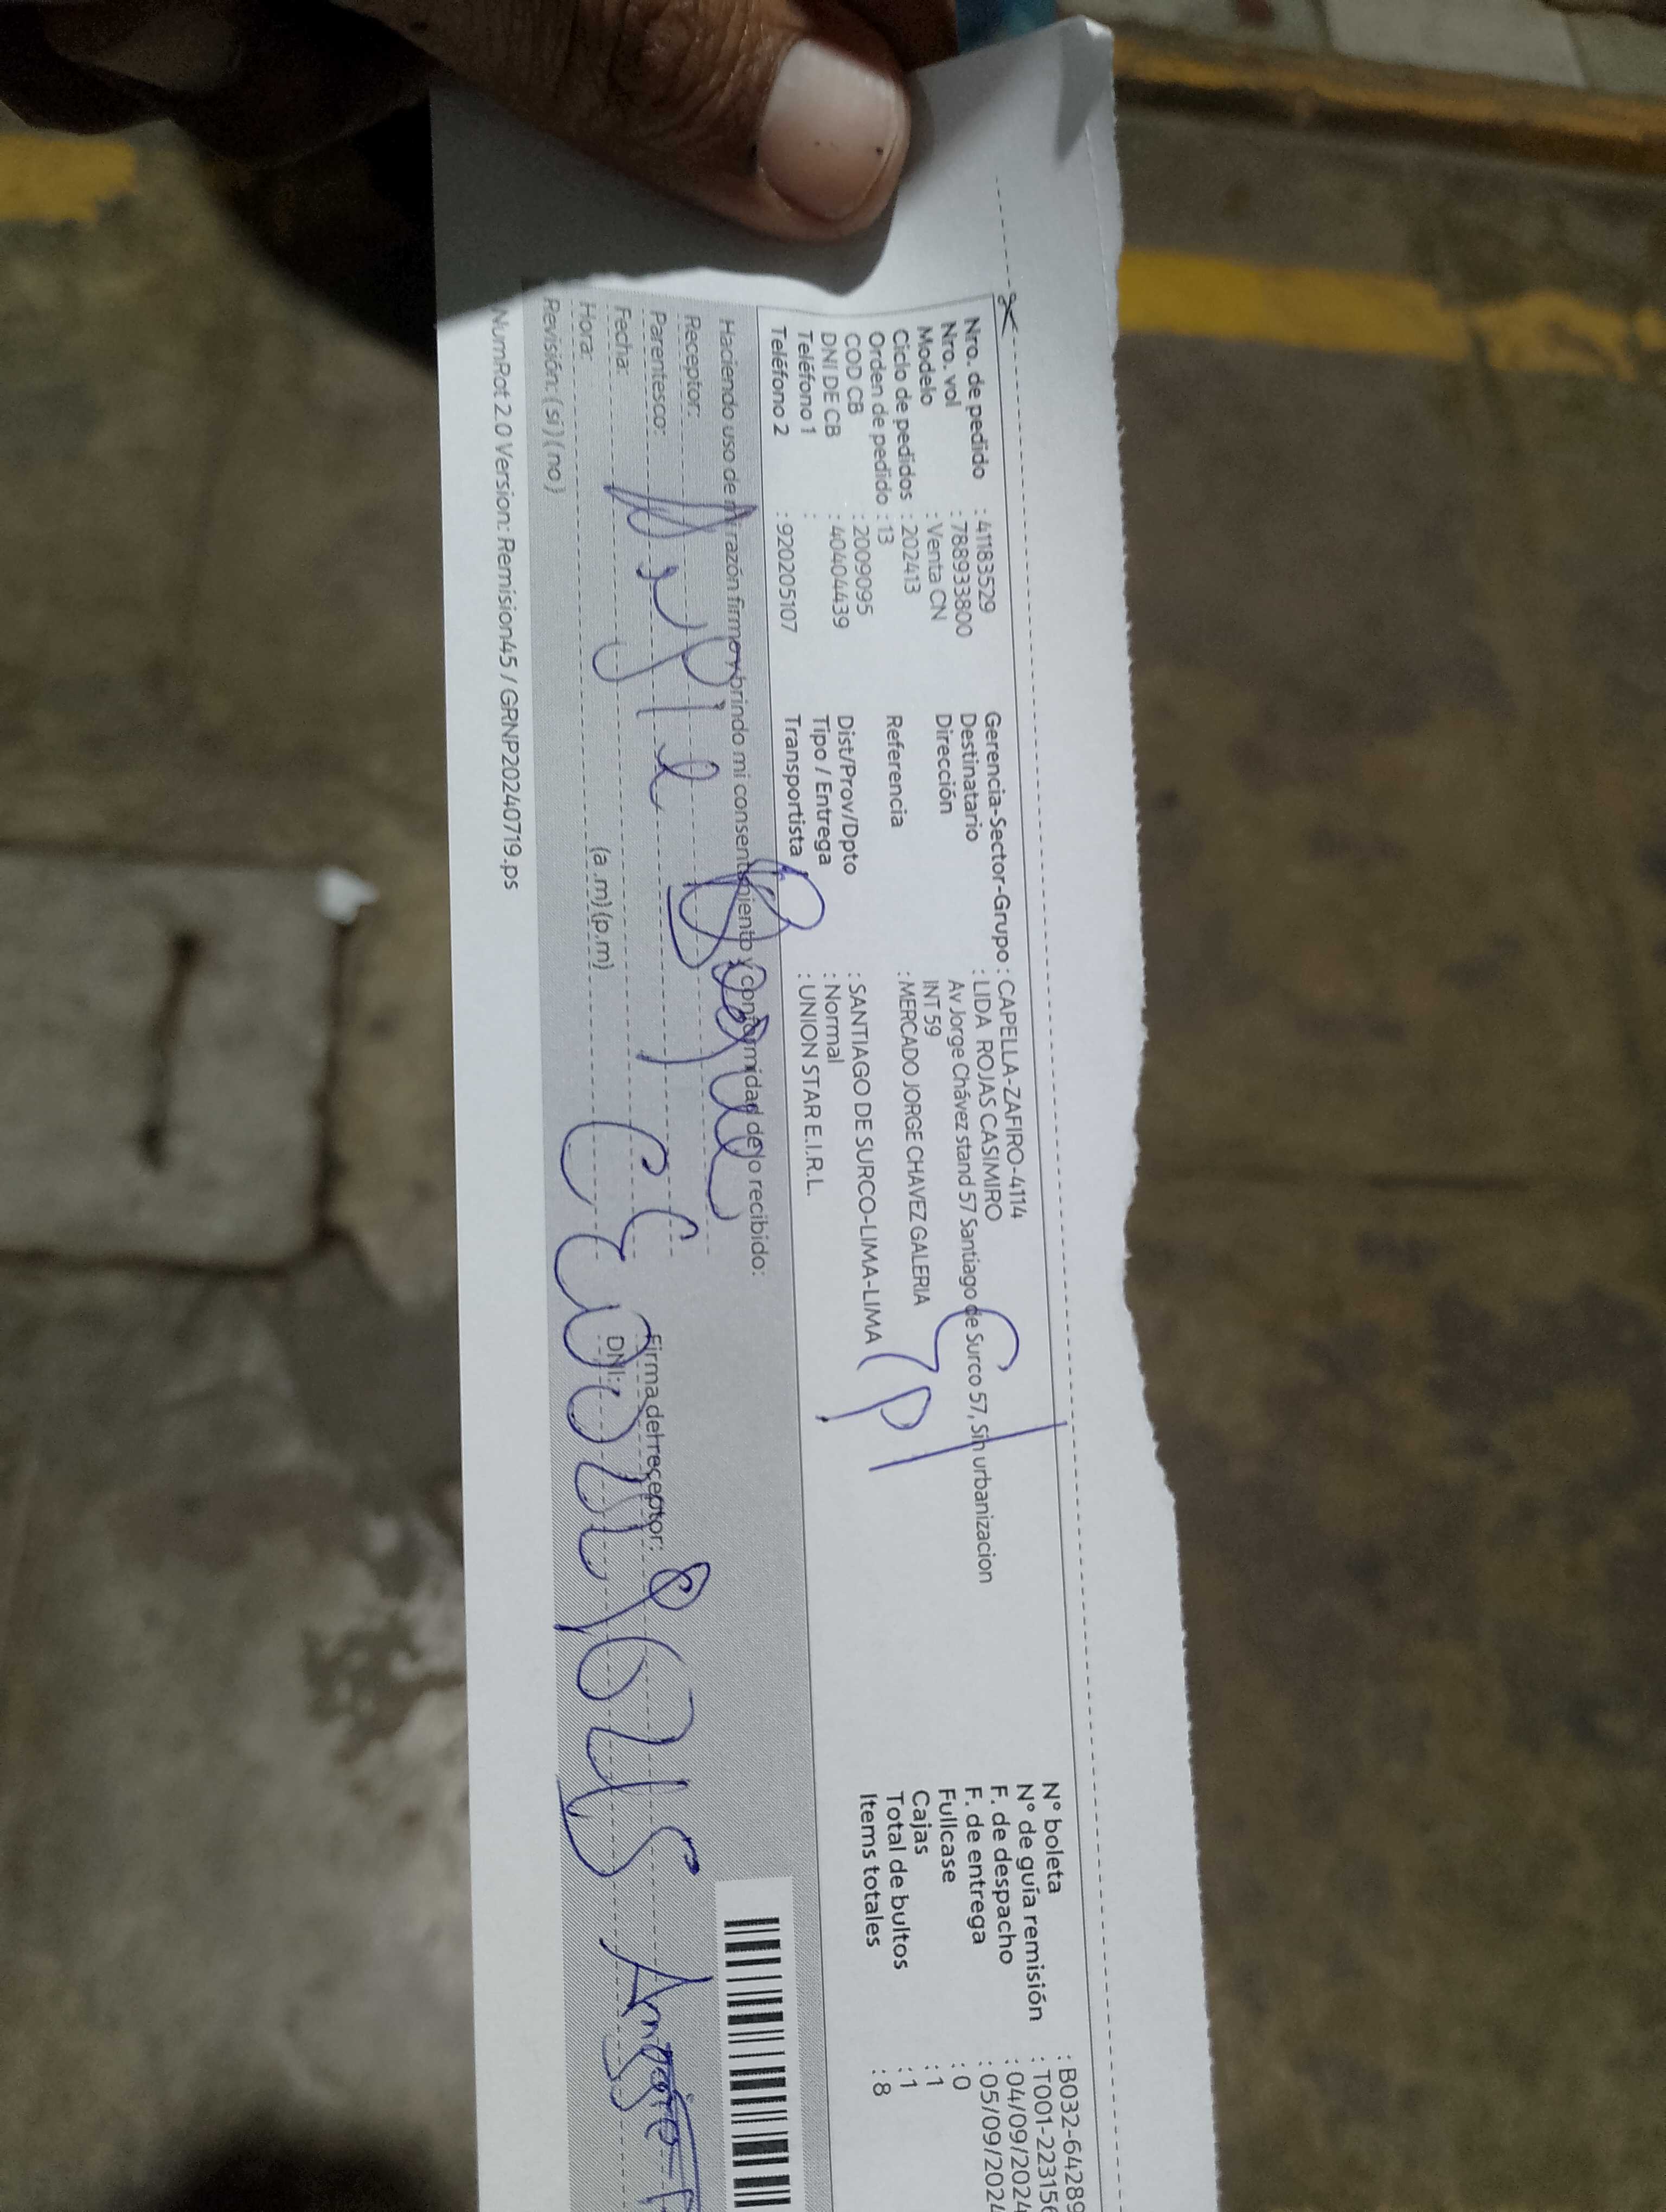 Nro. de pedido : 41183529
Nro. vol : 788933800
Modelo : Venta CN
Ciclo de pedidos : 202413
Orden de pedido : 13
COD CB : 2009095
DNI DE CB : 40404439
Teléfono 1 :
Teléfono 2 : 920205107
Gerencia-Sector-Grupo : CAPELLA-ZAFIRO-4114
Destinatario : LIDA ROJAS CASIMIRO
Dirección Av Jorge Chávez stand 57 Santiago de Surco 57, Sin urbanizacion
INT 59
Referencia : MERCADO JORGE CHAVEZ GALERIA
Dist/Prov/Dpto : SANTIAGO DE SURCO-LIMA-LIMA
Tipo / Entrega : Normal
Transportista : UNION STAR E.I.R.L.
N° boleta : B032-64289
N° de guía remisión : T001-22315
F. de despacho : 04/09/2024
F. de entrega : 05/09/2024
Fullcase : 0
Cajas : 1
Total de bultos : 1
Items totales : 8
Haciendo uso de mi razón firmo y brindo mi consentimiento y conformidad de lo recibido:
Receptor:
Parentesco:
Fecha:
Hora: (a.m) (p.m)
Revisión: ( si ) ( no )
Firma del receptor:
DNI:
NumRot 2.0 Version: Remision45 / GRNP20240719.ps